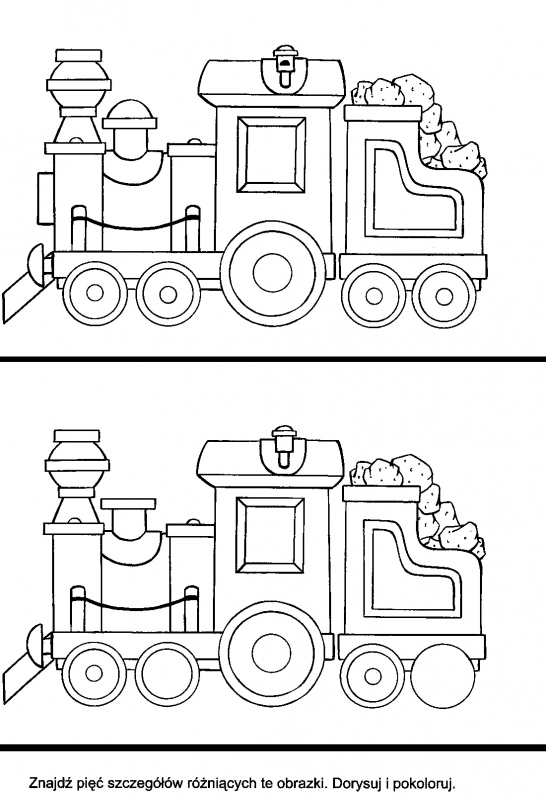 Znajdź pięć szczegółów różniących te obrazki. Dorysuj i pokoloruj.